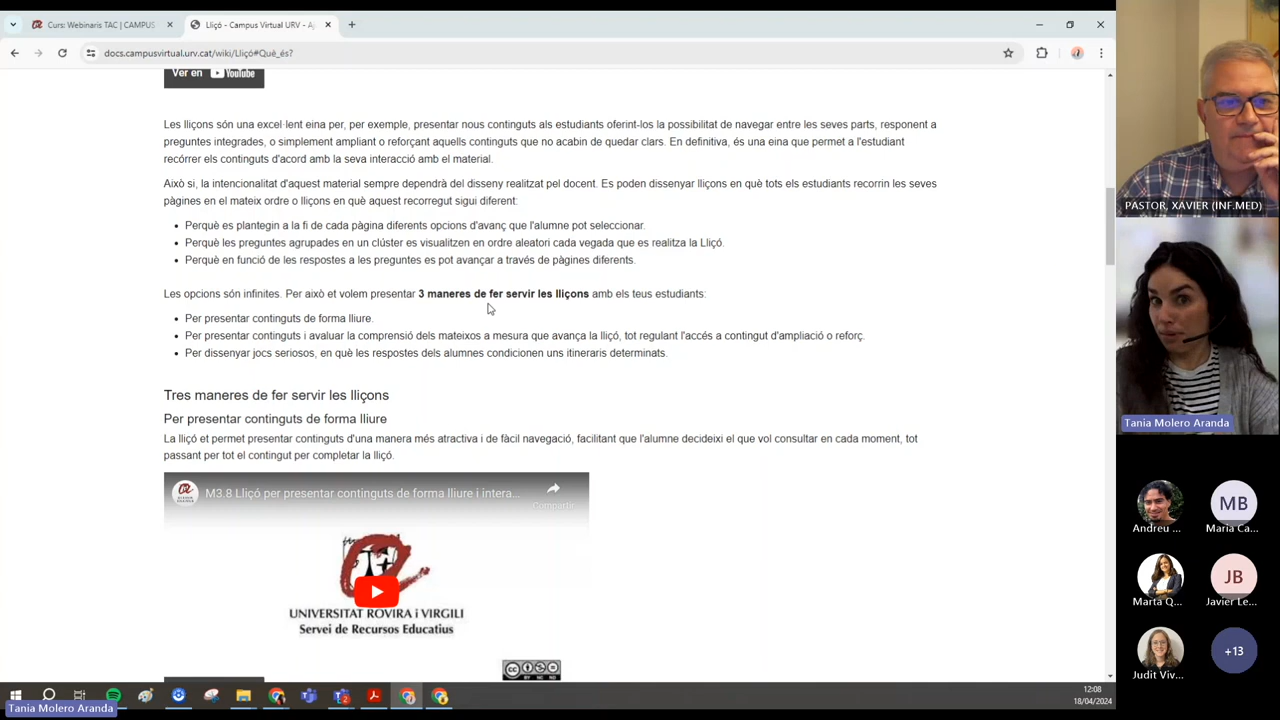 Curs: Webinaris TAC | CAMPUS
Lliçó - Campus Virtual URV - A
docs.campusvirtual.urv.cat/wiki/Lliçó#Què_és?
Ver en YouTube
Les lliçons són una excel·lent eina per, per exemple, presentar nous continguts als estudiants oferint-los la possibilitat de navegar entre les seves parts, responent a
preguntes integrades, o simplement ampliant o reforçant aquells continguts que no acabin de quedar clars. En definitiva, és una eina que permet a l'estudiant
recórrer els continguts d'acord amb la seva interacció amb el material.
Això si, la intencionalitat d'aquest material sempre dependrà del disseny realitzat pel docent. Es poden dissenyar lliçons en què tots els estudiants recorrin les seves
pàgines en el mateix ordre o lliçons en què aquest recorregut sigui diferent:
Perquè es plantegin a la fi de cada pàgina diferents opcions d'avanç que l'alumne pot seleccionar.
Perquè les preguntes agrupades en un clúster es visualitzen en ordre aleatori cada vegada que es realitza la Lliçó.
Perquè en funció de les respostes a les preguntes es pot avançar a través de pàgines diferents.
Les opcions són infinites. Per això et volem presentar 3 maneres de fer servir les lliçons amb els teus estudiants:
Per presentar continguts de forma lliure.
Per presentar continguts i avaluar la comprensió dels mateixos a mesura que avança la lliçó, tot regulant l'accés a contingut d'ampliació o reforç.
Per dissenyar jocs seriosos, en què les respostes dels alumnes condicionen uns itineraris determinats.
Tres maneres de fer servir les lliçons
Per presentar continguts de forma lliure
La lliçó et permet presentar continguts d'una manera més atractiva i de fàcil navegació, facilitant que l'alumne decideixi el que vol consultar en cada moment, tot
passant per tot el contingut per completar la lliçó.
M3.8 Lliçó per presentar continguts de forma lliure i intera...
Compartir
UNIVERSITAT ROVIRA i VIRGILI
Servei de Recursos Educatius
BY NC ND
12:08
18/04/2024
Tania Molero Aranda
PASTOR, XAVIER (INF.MED)
Tania Molero Aranda
MB
Andreu ...
Maria Ca...
JB
Marta Q...
Javier Le...
+13
Judit Viv...